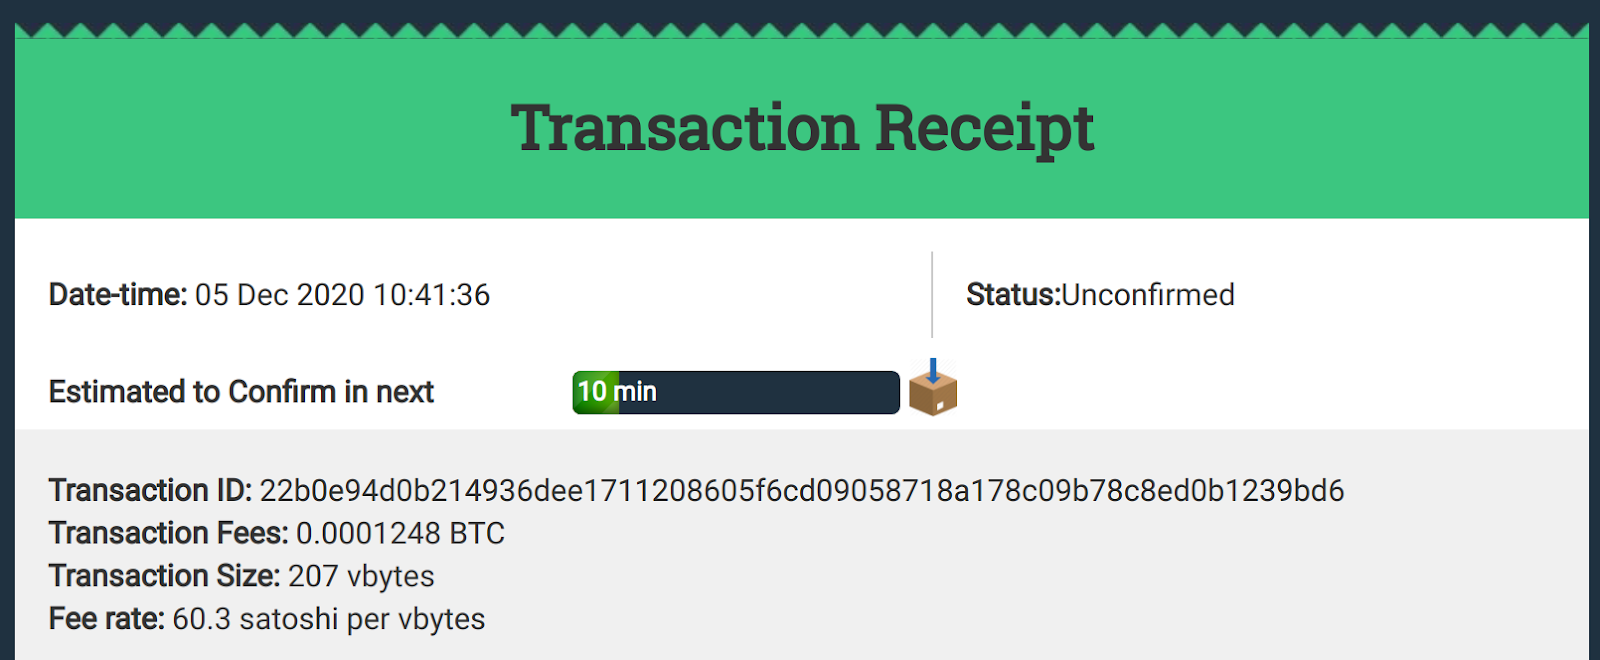 Transaction Receipt
Date-time: 05 Dec 2020 10:41:36
Status:Unconfirmed
Estimated to Confirm in next 10 min
Transaction ID: 22b0e94d0b214936dee1711208605f6cd09058718a178c09b78c8ed0b1239bd6
Transaction Fees: 0.0001248 BTC
Transaction Size: 207 vbytes
Fee rate: 60.3 satoshi per vbytes